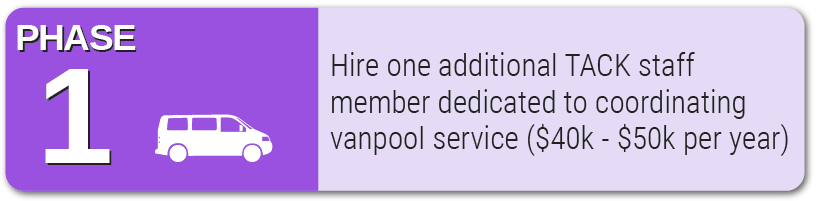 PHASE
1
Hire one additional TACK staff
member dedicated to coordinating
vanpool service ($40k - $50k per year)